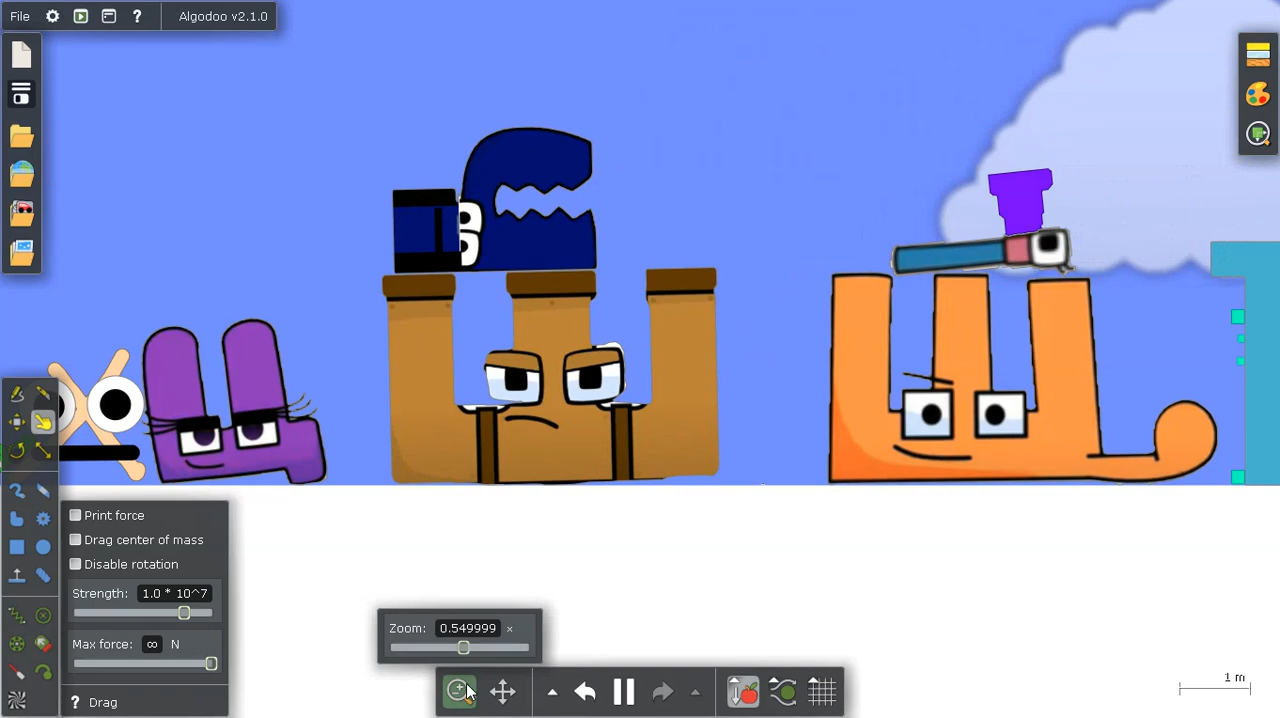 File ? Algodoo v2.1.0
Print force
Drag center of mass
Disable rotation
Strength: 1.0 * 10^7
Max force: ∞ N
? Drag
Zoom: 0.549999 ×
1 m